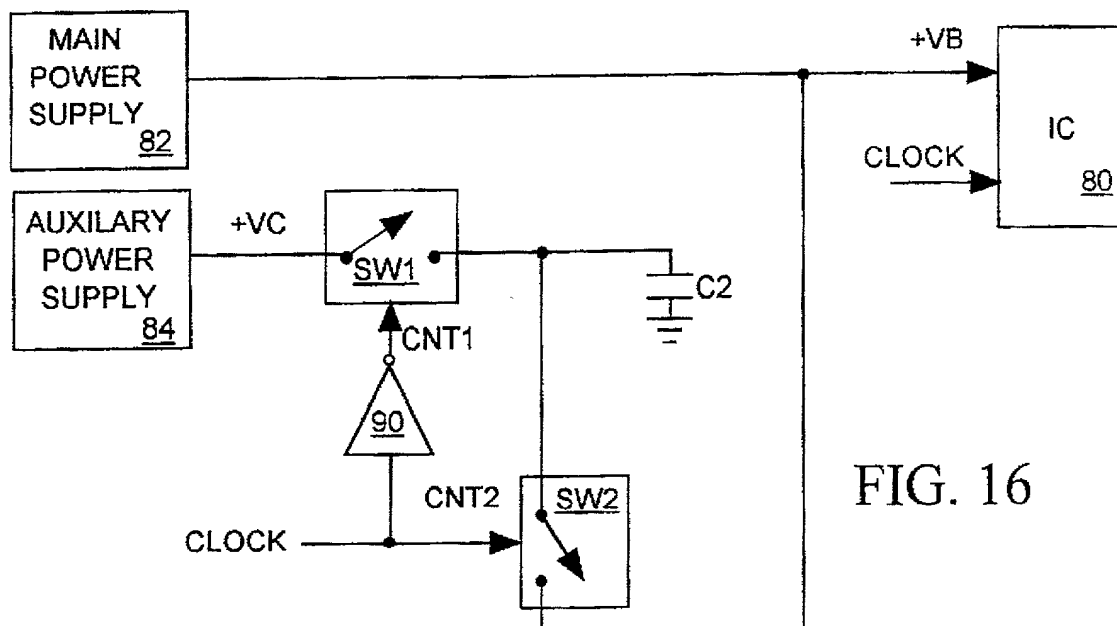 MAIN
POWER
SUPPLY
82
+VB
IC
80
CLOCK
AUXILARY
POWER
SUPPLY
84
+VC
SW1
C2
CNT1
90
CNT2
SW2
CLOCK
FIG. 16